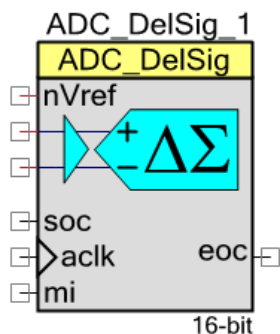 ADC_DelSig_1
ADC_DelSig
nVref
+
− ΔΣ
soc
aclk
eoc
mi
16-bit